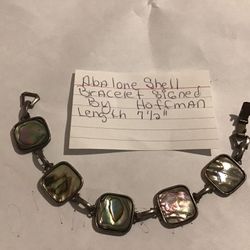 Abalone Shell
Bracelet Signed
By Hoffman
Length 7 1/2"